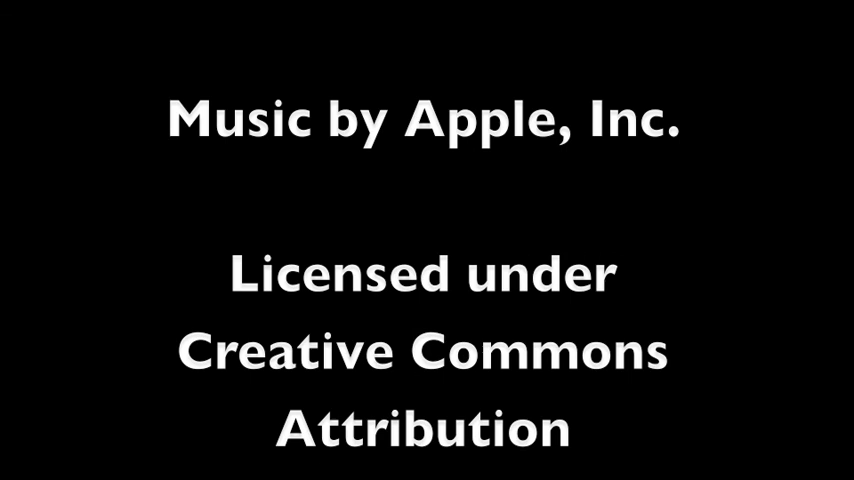 Music by Apple, Inc.
Licensed under
Creative Commons
Attribution